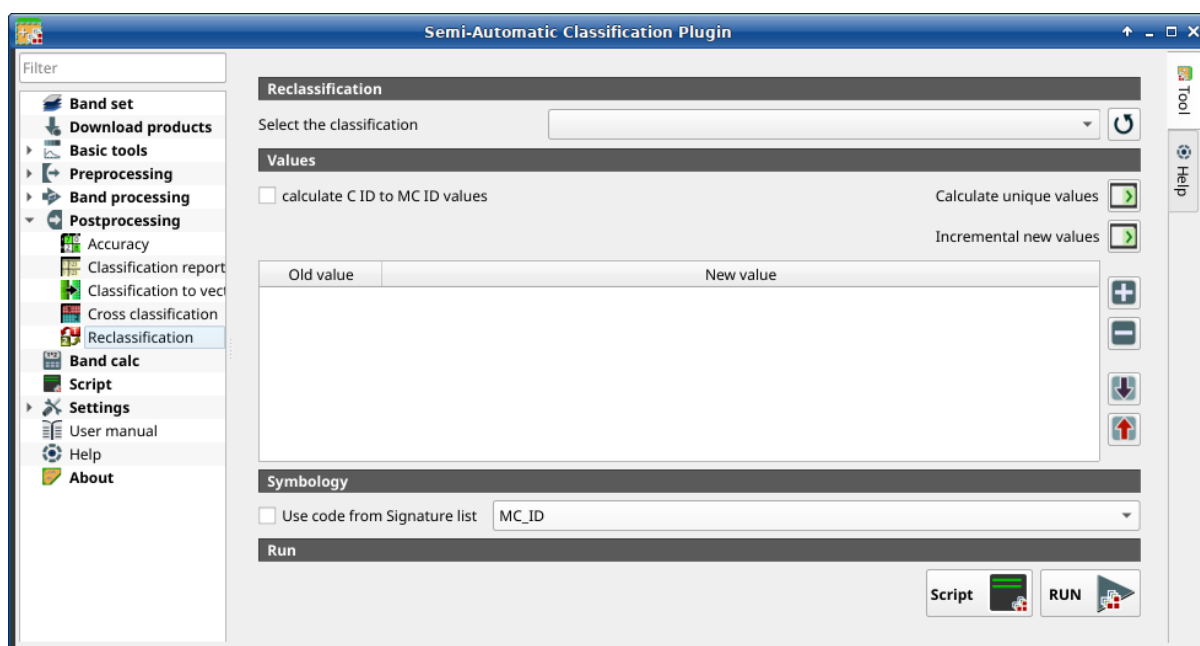 Semi-Automatic Classification Plugin
Filter
Band set
Download products
Basic tools
Preprocessing
Band processing
Postprocessing
Accuracy
Classification report
Classification to vect
Cross classification
Reclassification
Band calc
Script
Settings
User manual
Help
About
Reclassification
Select the classification
Values
calculate C ID to MC ID values
Calculate unique values
Incremental new values
Old value New value
Symbology
Use code from Signature list MC_ID
Run
Script RUN
Tool
Help